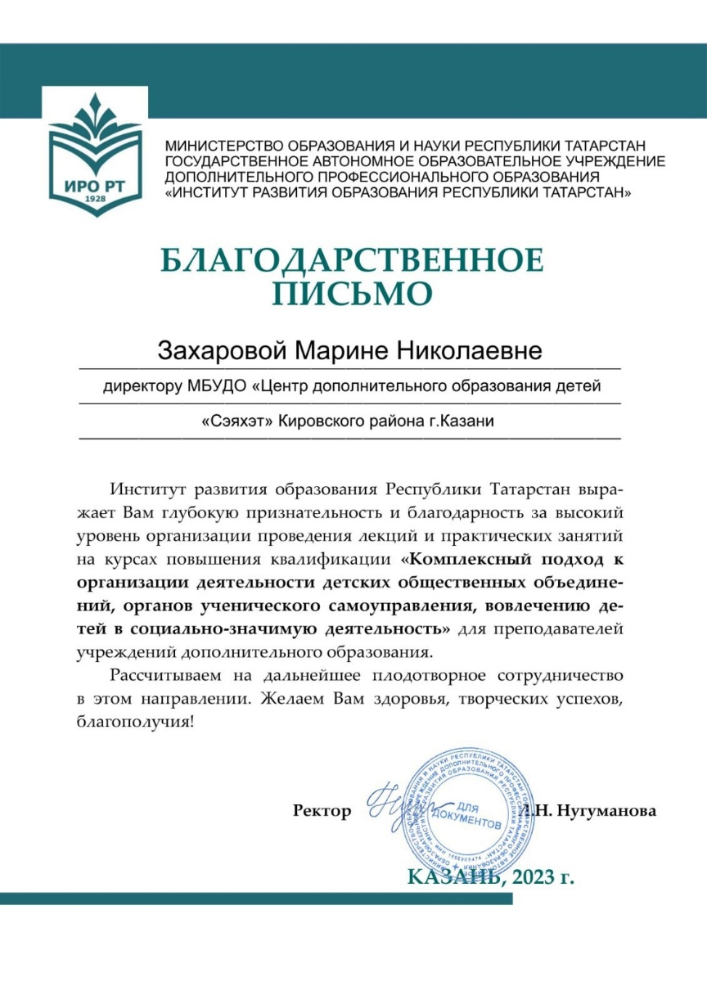 ИРО РТ
1928
МИНИСТЕРСТВО ОБРАЗОВАНИЯ И НАУКИ РЕСПУБЛИКИ ТАТАРСТАН
ГОСУДАРСТВЕННОЕ АВТОНОМНОЕ ОБРАЗОВАТЕЛЬНОЕ УЧРЕЖДЕНИЕ
ДОПОЛНИТЕЛЬНОГО ПРОФЕССИОНАЛЬНОГО ОБРАЗОВАНИЯ
«ИНСТИТУТ РАЗВИТИЯ ОБРАЗОВАНИЯ РЕСПУБЛИКИ ТАТАРСТАН»
БЛАГОДАРСТВЕННОЕ
ПИСЬМО
Захаровой Марине Николаевне
директору МБУДО «Центр дополнительного образования детей
«Сэяхэт» Кировского района г.Казани
Институт развития образования Республики Татарстан выра-
жает Вам глубокую признательность и благодарность за высокий
уровень организации проведения лекций и практических занятий
на курсах повышения квалификации «Комплексный подход к
организации деятельности детских общественных объедине-
ний, органов ученического самоуправления, вовлечению де-
тей в социально-значимую деятельность» для преподавателей
учреждений дополнительного образования.
Рассчитываем на дальнейшее плодотворное сотрудничество
в этом направлении. Желаем Вам здоровья, творческих успехов,
благополучия!
ДЛЯ
ДОКУМЕНТОВ
Ректор Л.Н. Нугуманова
КАЗАНЬ, 2023 г.